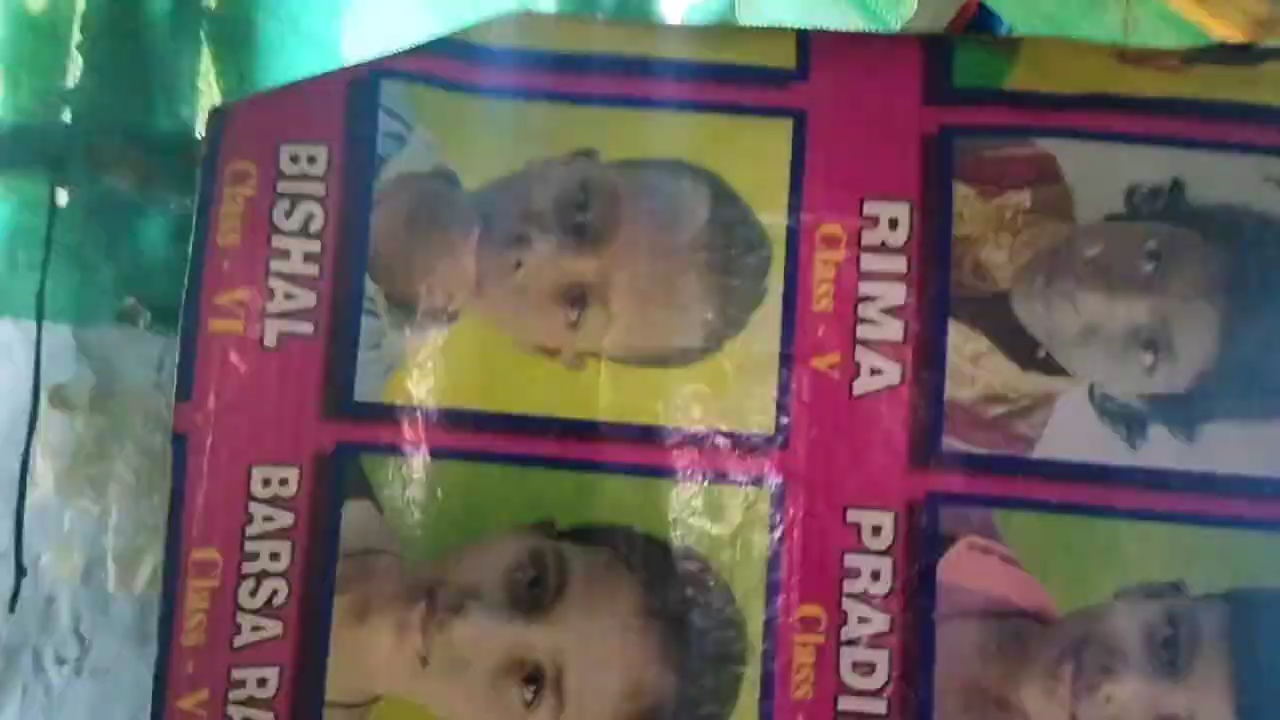 RIMA
Class - V
PRADI
Class -
BISHAL
Class - VI
BARSA RA
Class - V